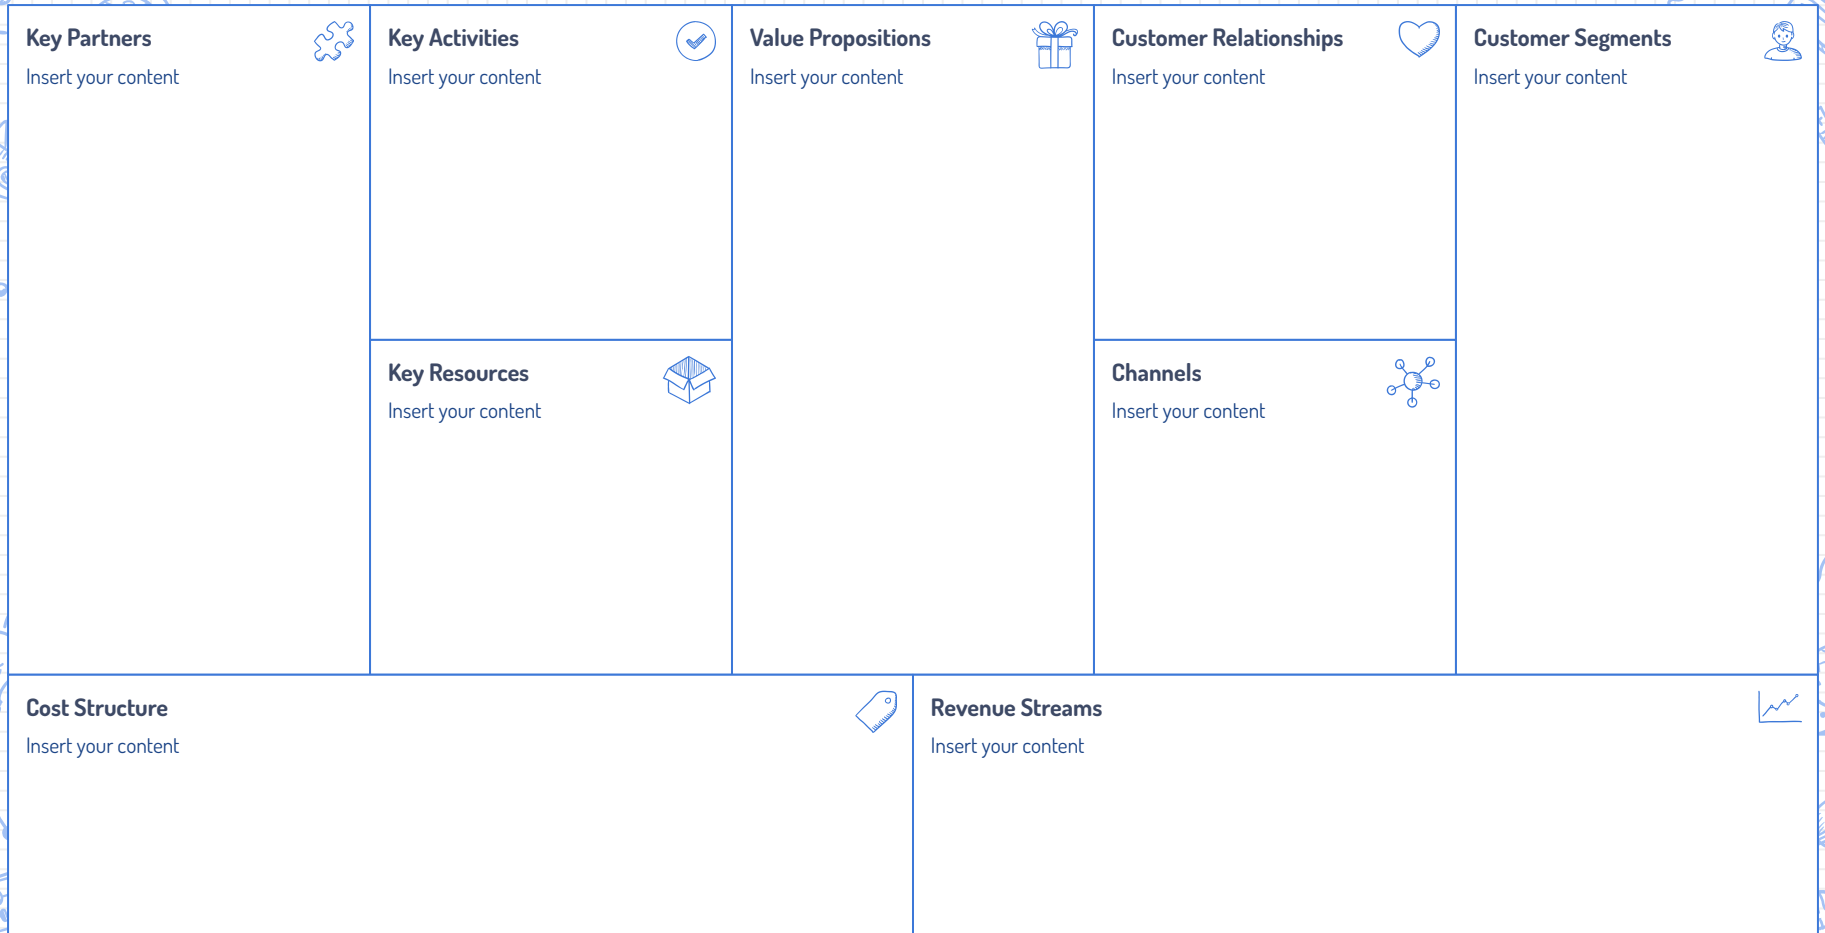 Key Partners
Insert your content
Key Activities
Insert your content
Key Resources
Insert your content
Value Propositions
Insert your content
Customer Relationships
Insert your content
Channels
Insert your content
Customer Segments
Insert your content
Cost Structure
Insert your content
Revenue Streams
Insert your content